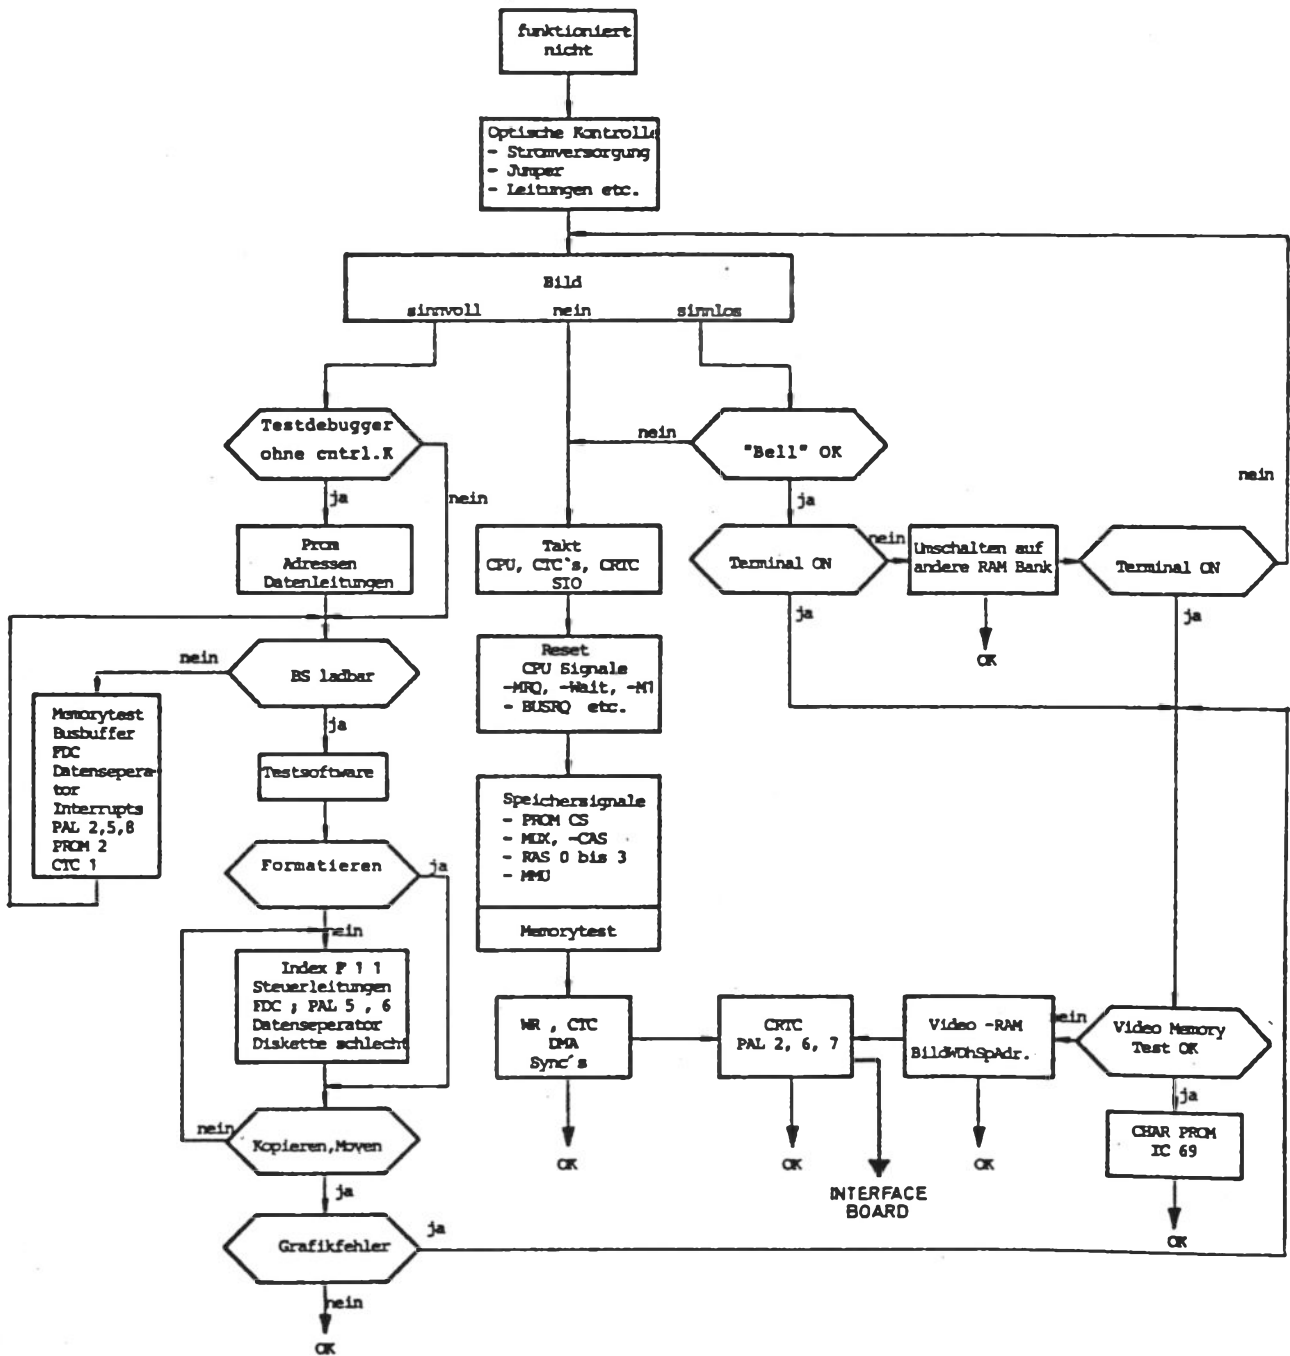 funktioniert
nicht
Optische Kontrolle
- Stromversorgung
- Jumper
- Leitungen etc.
Bild
sinnvoll nein sinnlos
Testdebugger
ohne cntrl.K
nein
"Bell" OK
nein
ja
nein
ja
Prom
Adressen
Datenleitungen
Takt
CPU, CTC`s, CRTC
SIO
Terminal ON
nein
Umschalten auf
andere RAM Bank
Terminal ON
ja
OK
ja
nein
BS ladbar
Reset
CPU Signale
-MRQ, -Wait, -M1
- BUSRQ etc.
Memorytest
Busbuffer
FDC
Datensepera-
tor
Interrupts
PAL 2,5,8
PROM 2
CTC 1
ja
Testsoftware
Speichersignale
- PROM CS
- MUX, -CAS
- RAS 0 bis 3
- MMU
Memorytest
Formatieren
ja
nein
Index P 1 1
Steuerleitungen
FDC ; PAL 5 , 6
Datenseperator
Diskette schlecht
WR , CTC
DMA
Sync´s
CRTC
PAL 2, 6, 7
Video -RAM
BildWDhSpAdr.
nein
Video Memory
Test OK
ja
CHAR PROM
IC 69
nein
Kopieren,Moven
OK
OK
OK
INTERFACE
BOARD
ja
Grafikfehler
ja
OK
nein
OK